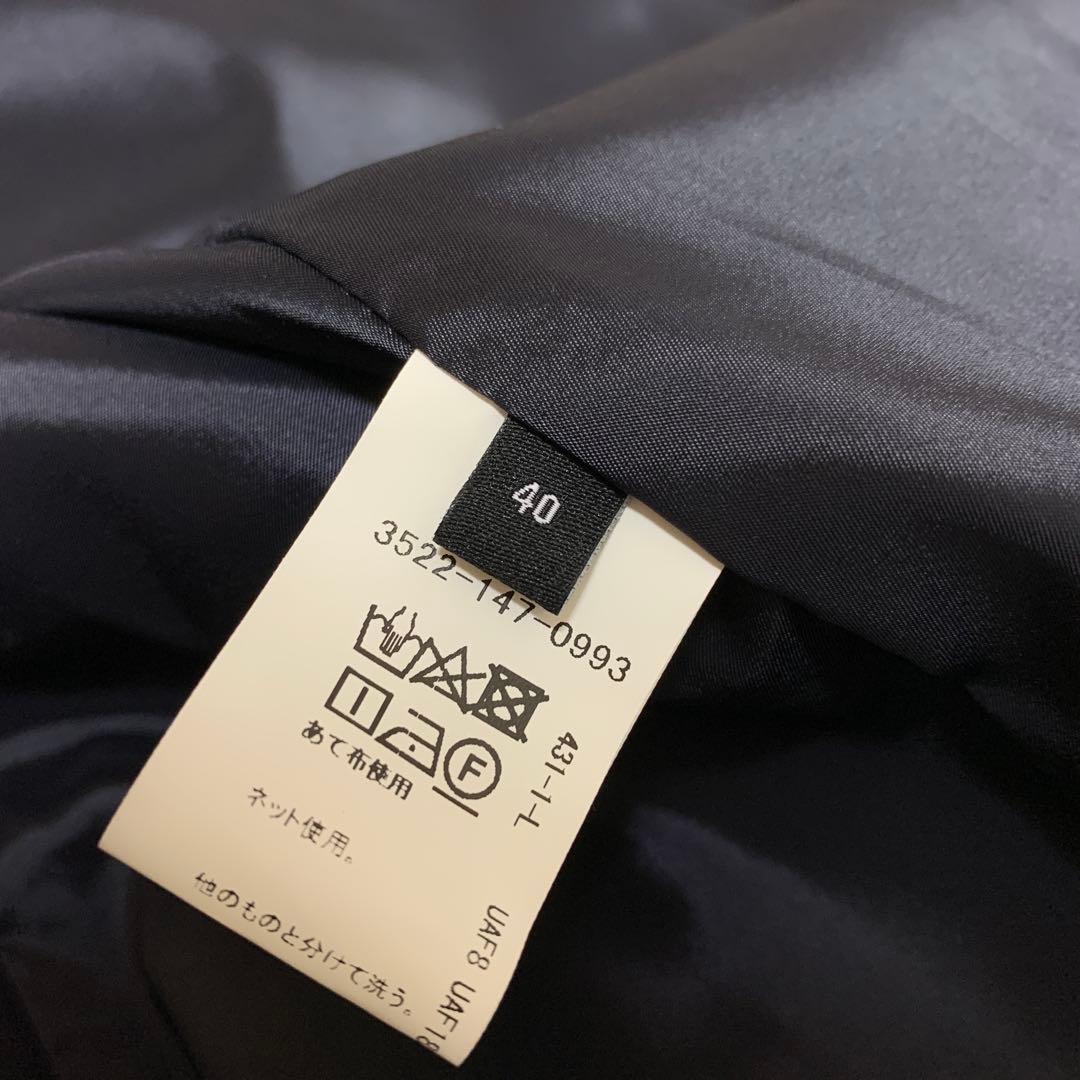 40
3522-147-0993
F
あて布使用
ネット使用。
他のものと分けて洗う。
431-1-L
UAF8 UAF18